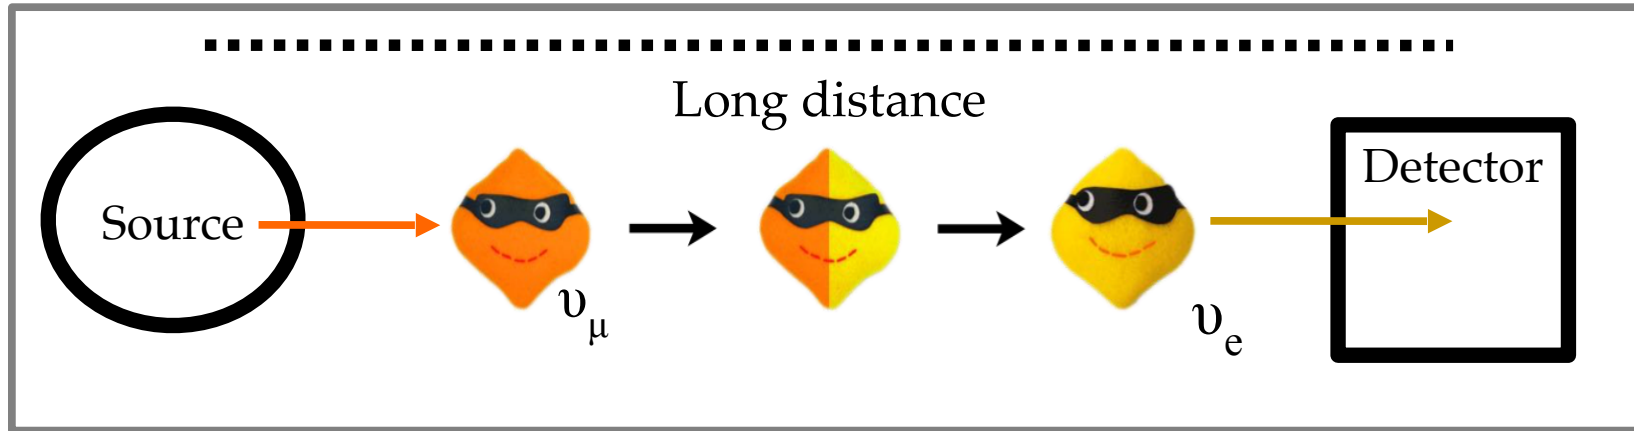 Long distance
Source
Detector
υμ
υe